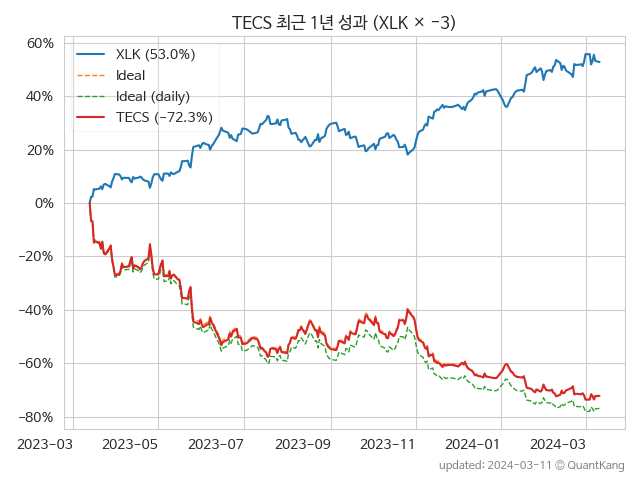 TECS 최근 1년 성과 (XLK × −3)
60%
40%
20%
0%
−20%
−40%
−60%
−80%
XLK (53.0%)
Ideal
Ideal (daily)
TECS (−72.3%)
2023−03
2023−05
2023−07
2023−09
2023−11
2024−01
2024−03
updated: 2024−03−11 © QuantKang